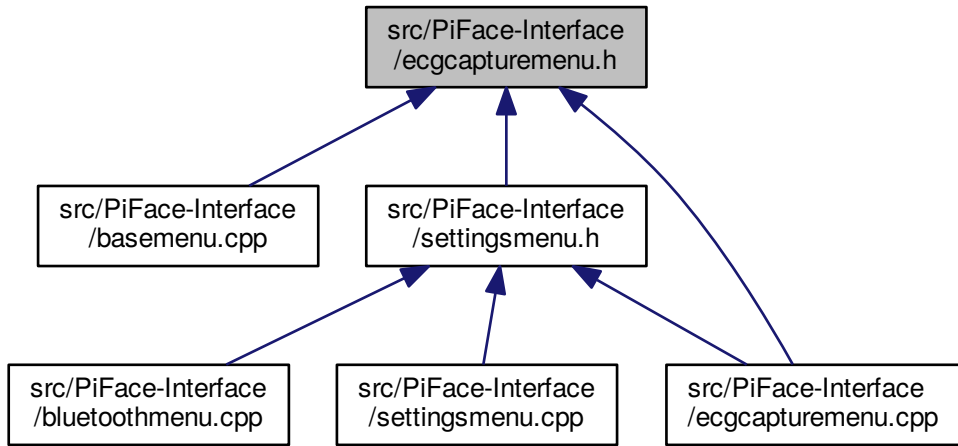 src/PiFace-Interface
/ecgcapturemenu.h
src/PiFace-Interface
/basemenu.cpp
src/PiFace-Interface
/settingsmenu.h
src/PiFace-Interface
/bluetoothmenu.cpp
src/PiFace-Interface
/settingsmenu.cpp
src/PiFace-Interface
/ecgcapturemenu.cpp